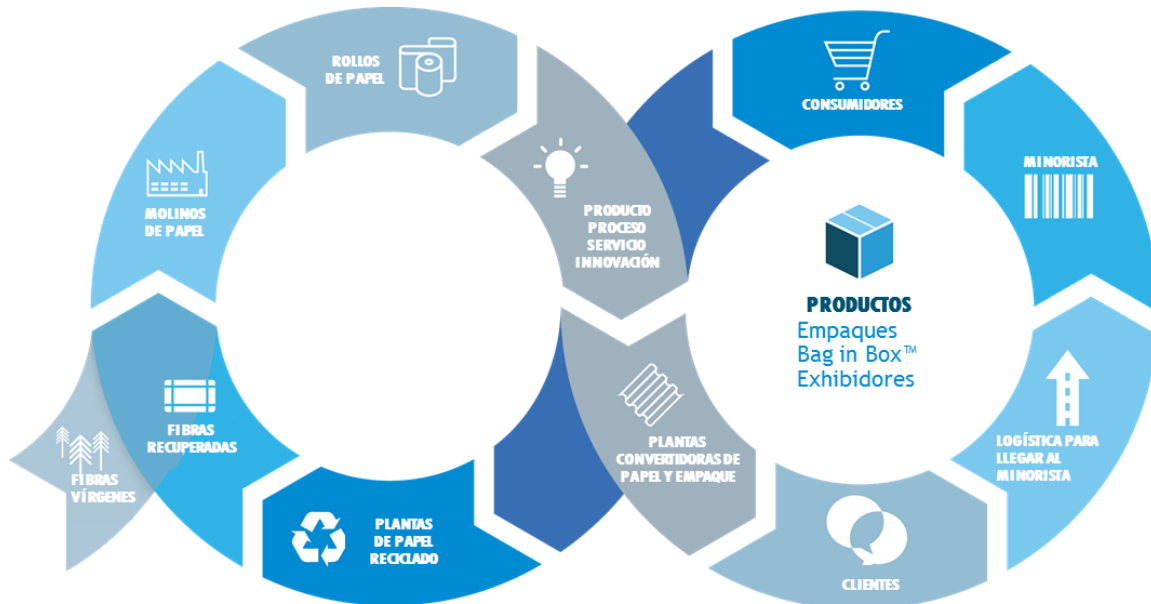 ROLLOS
DE PAPEL
CONSUMIDORES
MINORISTA
MOLINOS
DE PAPEL
PRODUCTO
PROCESO
SERVICIO
INNOVACIÓN
PRODUCTOS
Empaques
Bag in Box™
Exhibidores
FIBRAS
RECUPERADAS
FIBRAS
VÍRGENES
PLANTAS
CONVERTIDORAS DE
PAPEL Y EMPAQUE
LOGÍSTICA PARA
LLEGAR AL
MINORISTA
PLANTAS
DE PAPEL
RECICLADO
CLIENTES